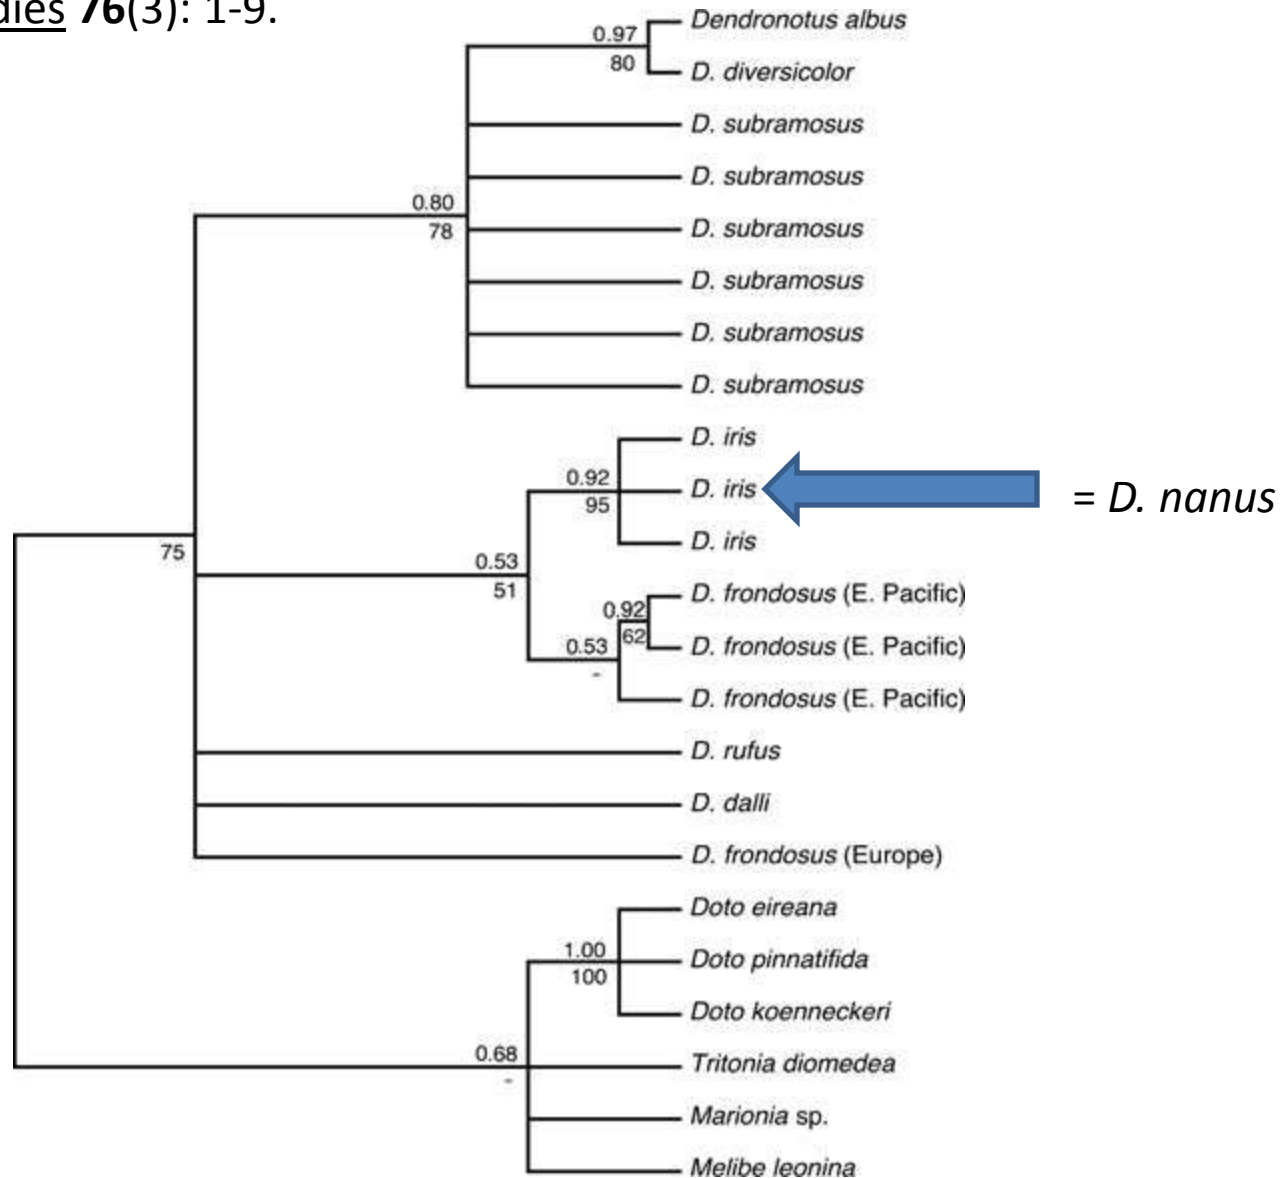 dies 76(3): 1-9.
0.97
80
Dendronotus albus
D. diversicolor
D. subramosus
D. subramosus
0.80
78
D. subramosus
D. subramosus
D. subramosus
D. subramosus
D. iris
0.92
95
D. iris
= D. nanus
D. iris
75
0.53
51
D. frondosus (E. Pacific)
0.92
62
D. frondosus (E. Pacific)
0.53
-
D. frondosus (E. Pacific)
D. rufus
D. dalli
D. frondosus (Europe)
Doto eireana
1.00
100
Doto pinnatifida
Doto koenneckeri
0.68
-
Tritonia diomedea
Marionia sp.
Melibe leonina